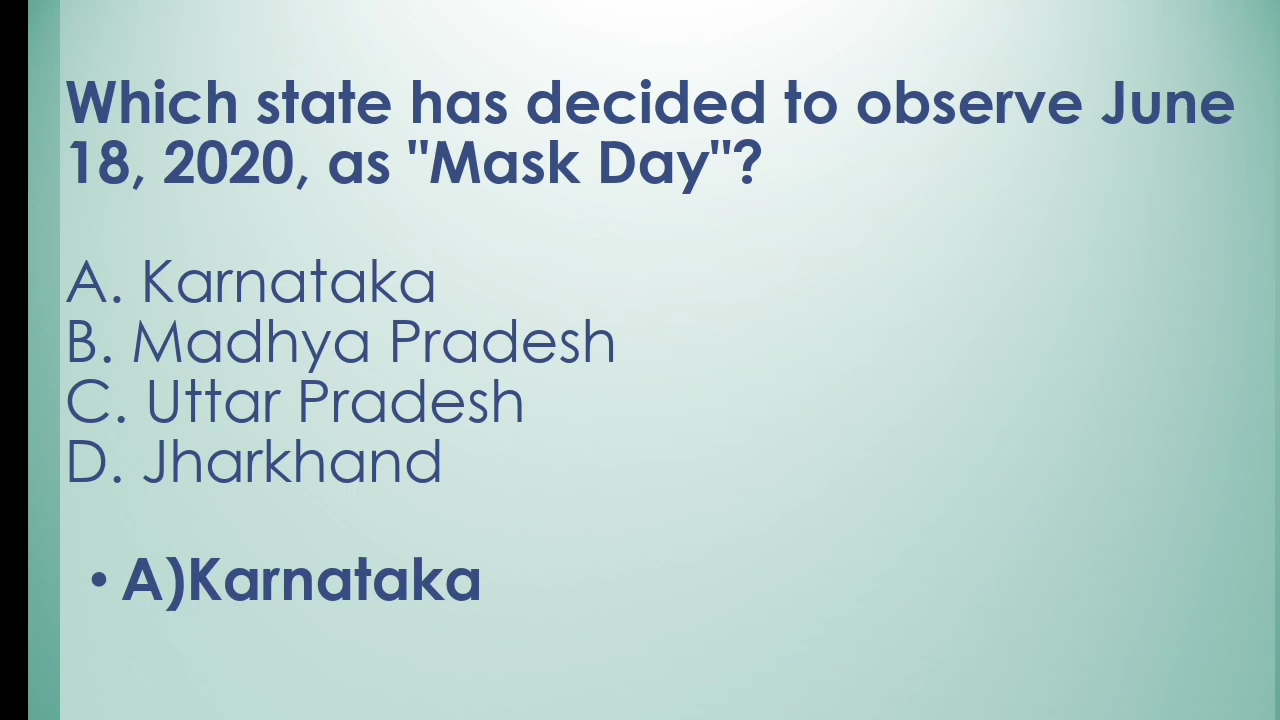 Which state has decided to observe June
18, 2020, as "Mask Day"?
A. Karnataka
B. Madhya Pradesh
C. Uttar Pradesh
D. Jharkhand
• A)Karnataka